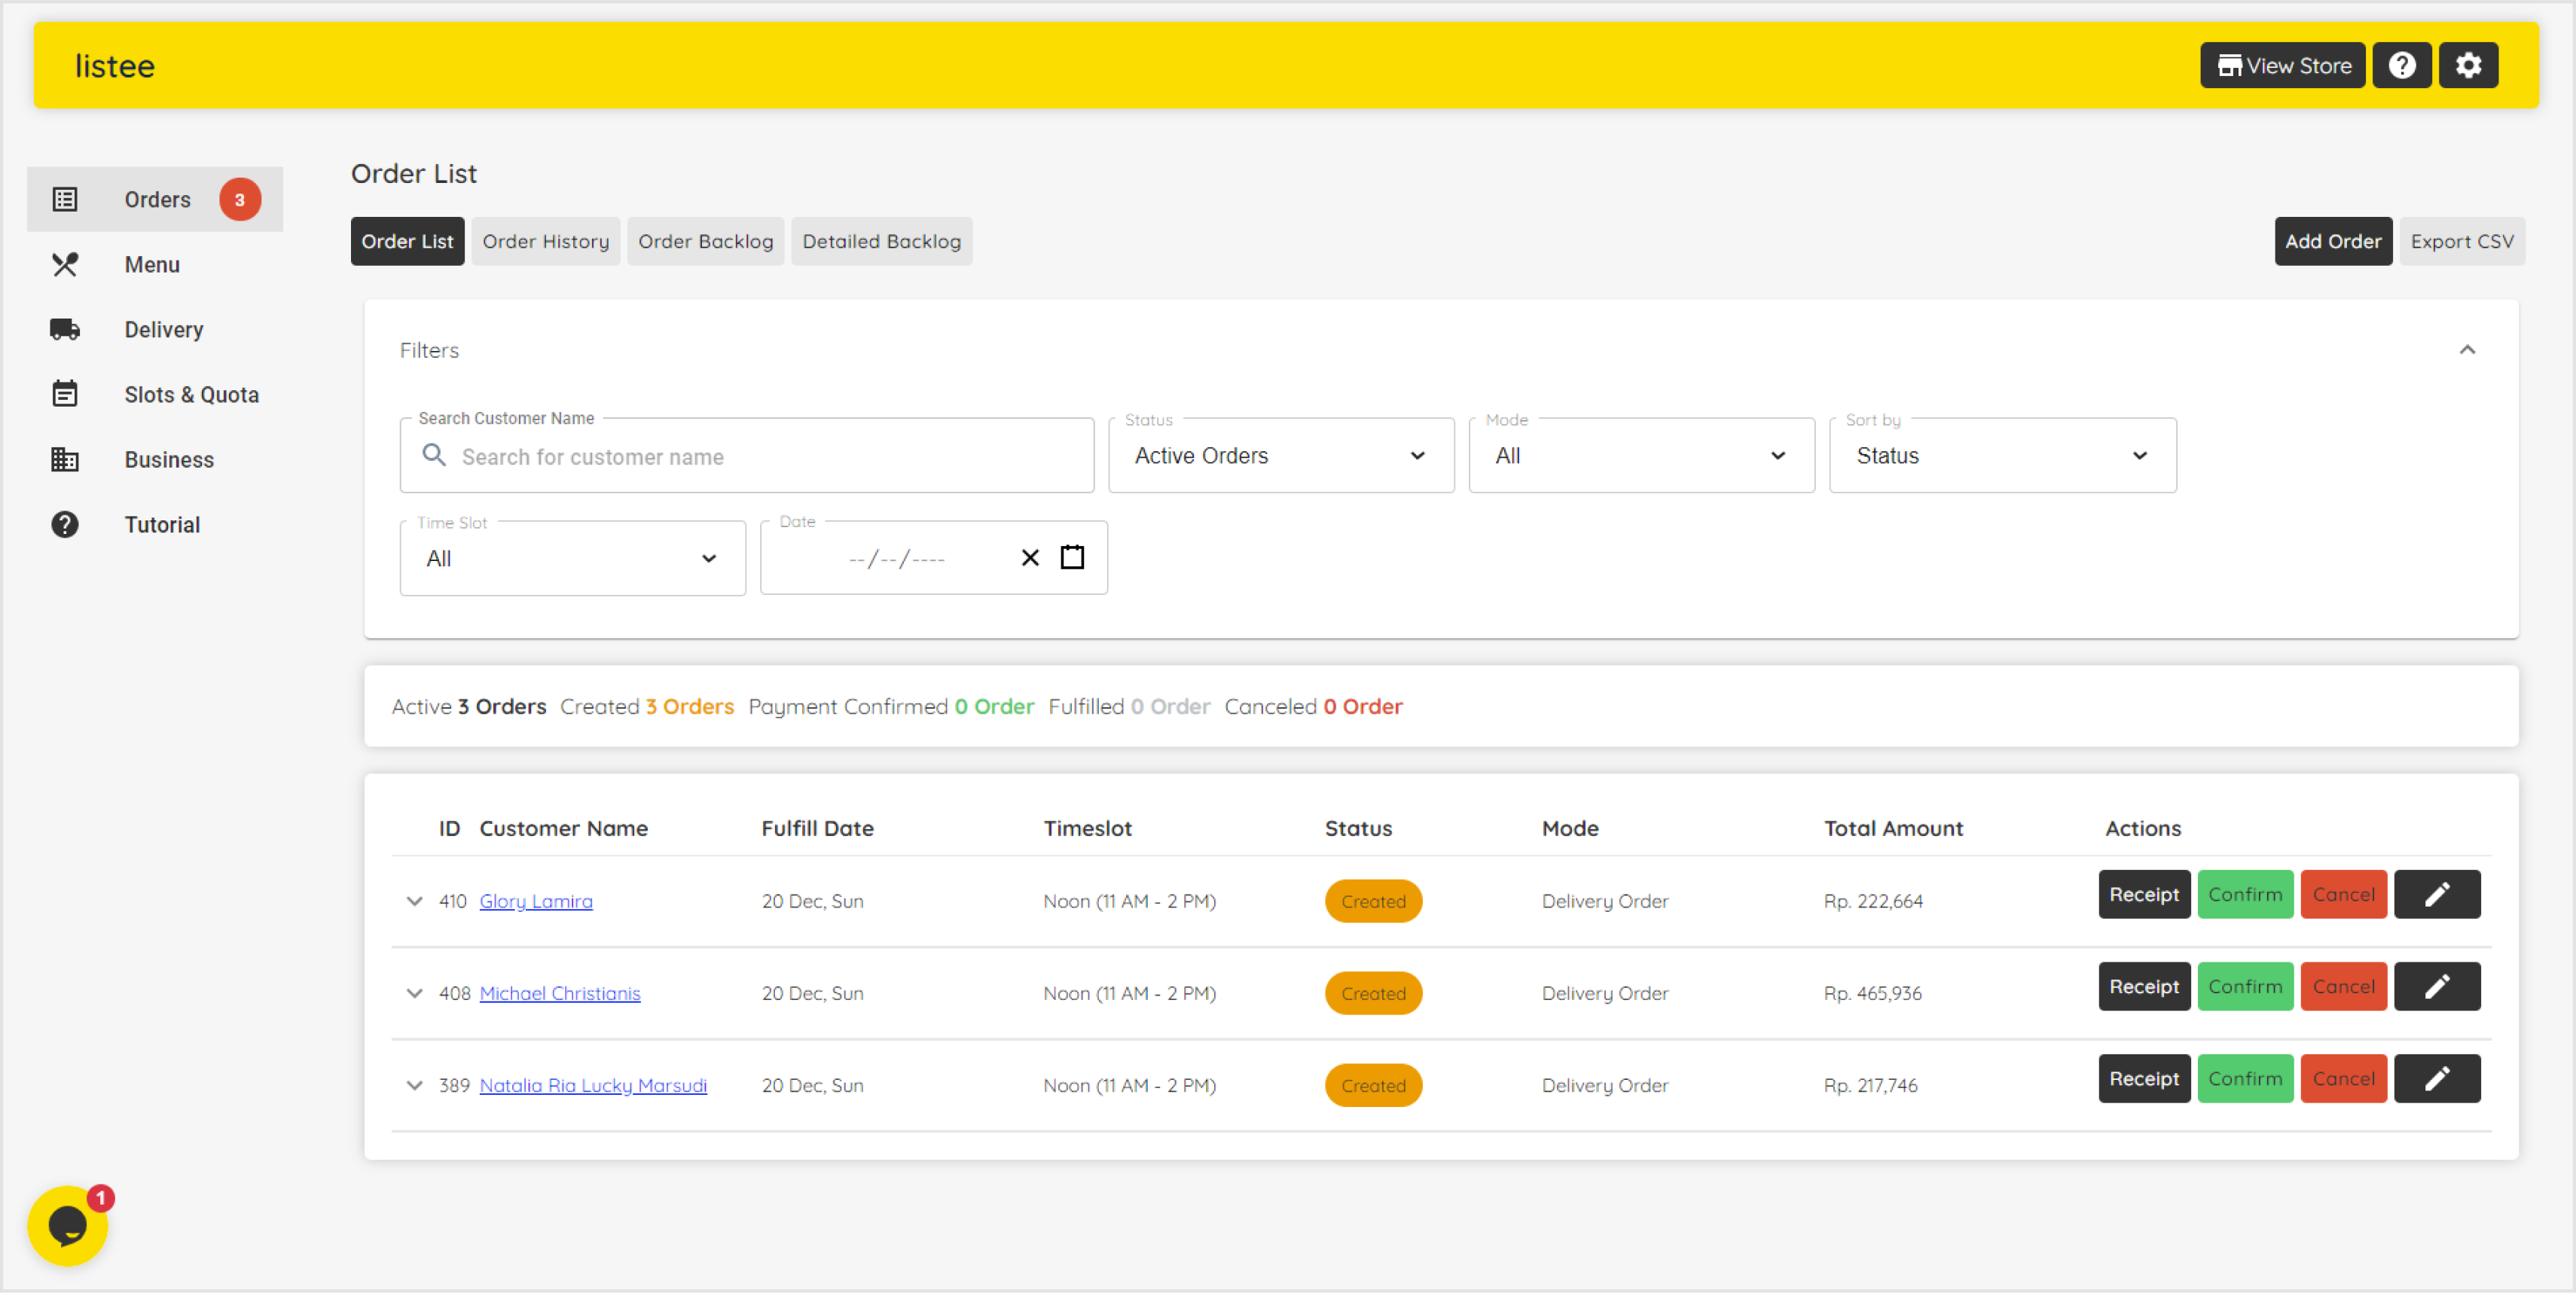 listee
View Store
Orders 3
Menu
Delivery
Slots & Quota
Business
Tutorial
Order List
Order List Order History Order Backlog Detailed Backlog
Add Order Export CSV
Filters
Search Customer Name
Search for customer name
Status
Active Orders
Mode
All
Sort by
Status
Time Slot
All
Date
--/--/----
Active 3 Orders Created 3 Orders Payment Confirmed 0 Order Fulfilled 0 Order Canceled 0 Order
ID Customer Name Fulfill Date Timeslot Status Mode Total Amount Actions
410 Glory Lamira 20 Dec, Sun Noon (11 AM - 2 PM) Created Delivery Order Rp. 222,664 Receipt Confirm Cancel
408 Michael Christianis 20 Dec, Sun Noon (11 AM - 2 PM) Created Delivery Order Rp. 465,936 Receipt Confirm Cancel
389 Natalia Ria Lucky Marsudi 20 Dec, Sun Noon (11 AM - 2 PM) Created Delivery Order Rp. 217,746 Receipt Confirm Cancel
1